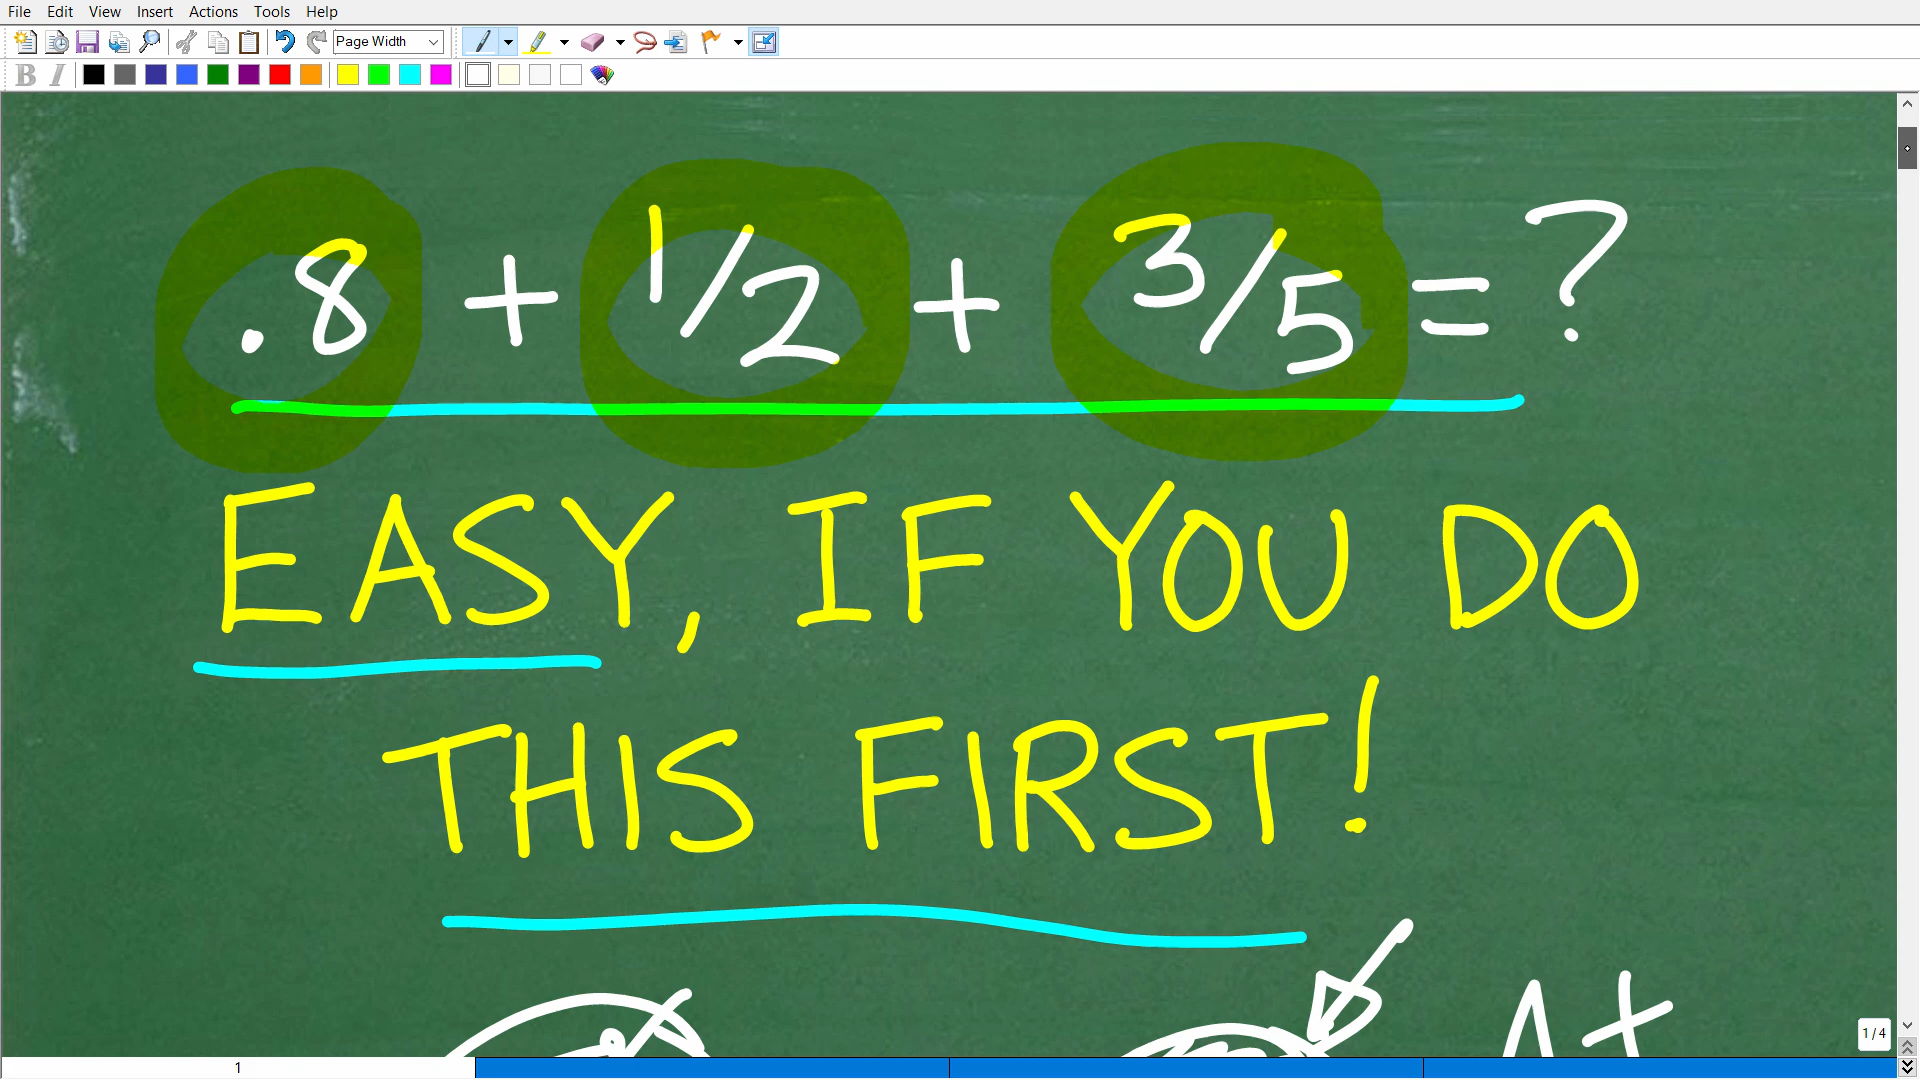 File Edit View Insert Actions Tools Help
Page Width
B I
.8 + 1/2 + 3/5 = ?
EASY, IF YOU DO
THIS FIRST!
1 / 4
1